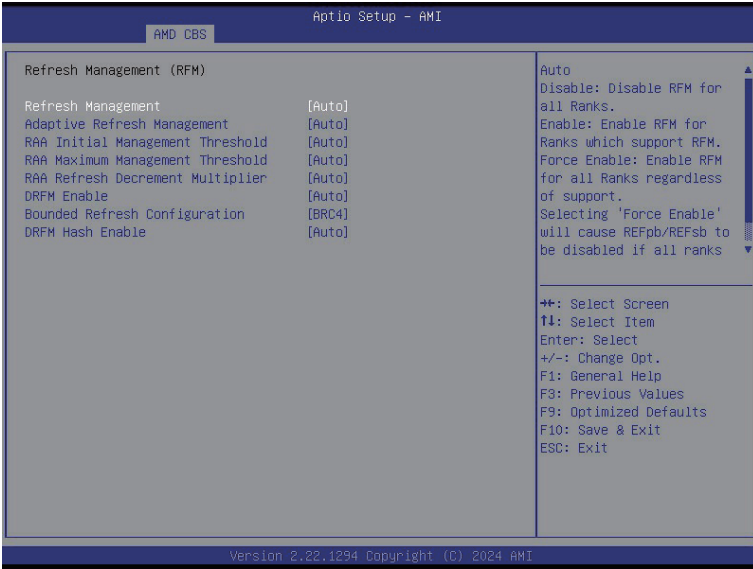 Aptio Setup – AMI
AMD CBS
Refresh Management (RFM)
Refresh Management [Auto]
Adaptive Refresh Management [Auto]
RAA Initial Management Threshold [Auto]
RAA Maximum Management Threshold [Auto]
RAA Refresh Decrement Multiplier [Auto]
DRFM Enable [Auto]
Bounded Refresh Configuration [BRC4]
DRFM Hash Enable [Auto]
Auto
Disable: Disable RFM for
all Ranks.
Enable: Enable RFM for
Ranks which support RFM.
Force Enable: Enable RFM
for all Ranks regardless
of support.
Selecting 'Force Enable'
will cause REFpb/REFsb to
be disabled if all ranks
→←: Select Screen
↑↓: Select Item
Enter: Select
+/-: Change Opt.
F1: General Help
F3: Previous Values
F9: Optimized Defaults
F10: Save & Exit
ESC: Exit
Version 2.22.1294 Copyright (C) 2024 AMI